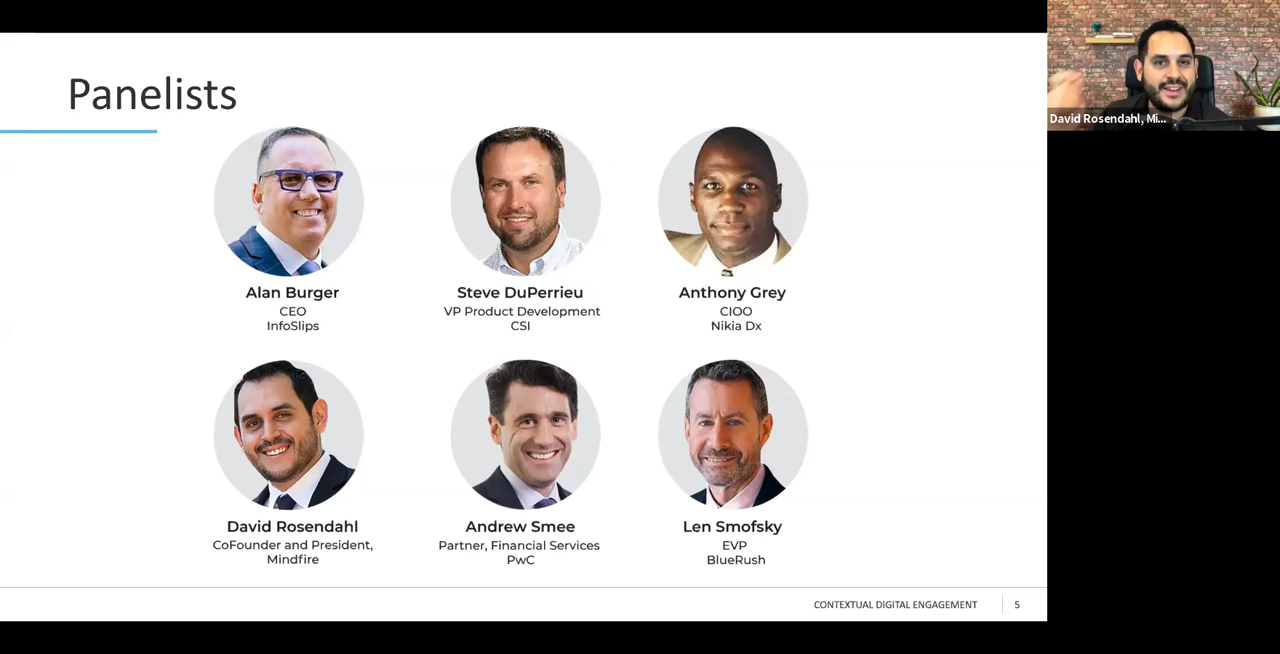 Panelists
David Rosendahl, Mi...
Alan Burger
CEO
InfoSlips
Steve DuPerrieu
VP Product Development
CSI
Anthony Grey
CIOO
Nikia Dx
David Rosendahl
CoFounder and President,
Mindfire
Andrew Smee
Partner, Financial Services
PwC
Len Smofsky
EVP
BlueRush
CONTEXTUAL DIGITAL ENGAGEMENT
5